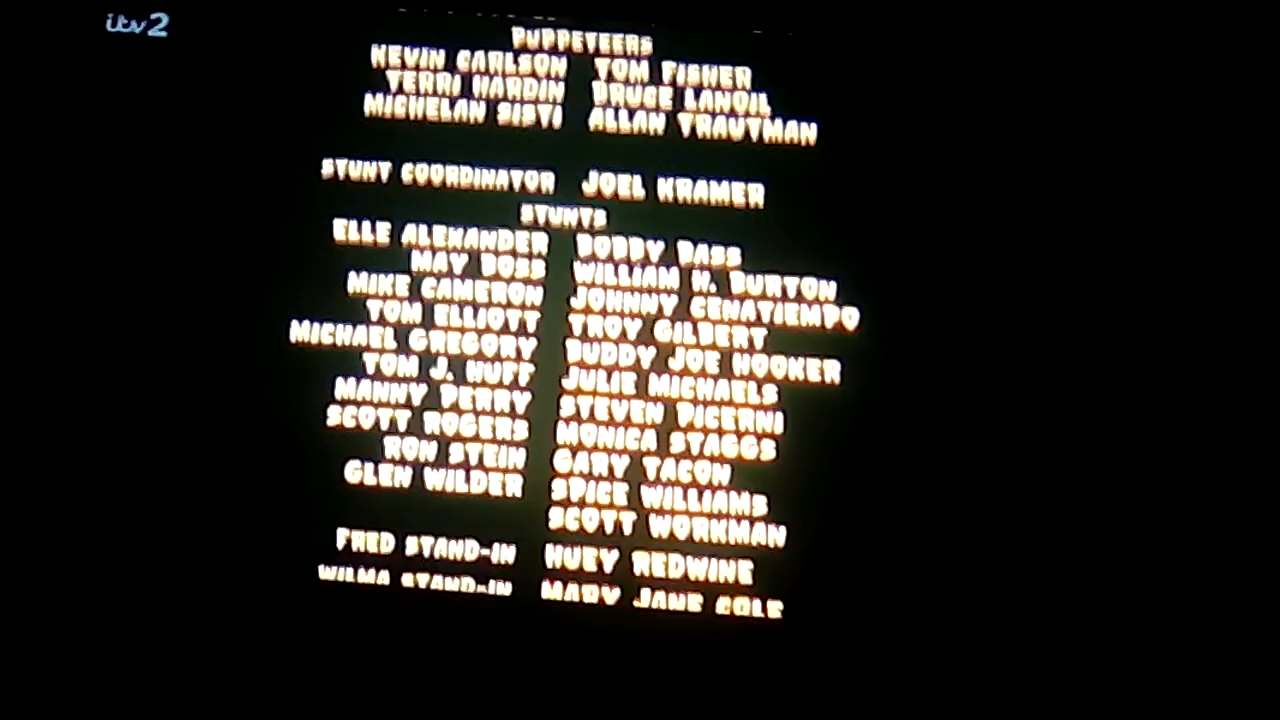 itv2
PUPPETEERS
KEVIN CARLSON TOM FISHER
TERRI HARDIN BRUCE LANOIL
MICHELAN SISTI ALLAN TRAUTMAN
STUNT COORDINATOR JOEL KRAMER
STUNTS
ELLE ALEXANDER BOBBY BASS
MAY BOSS WILLIAM H. BURTON
MIKE CAMERON JOHNNY CENATIEMPO
TOM ELLIOTT TROY GILBERT
MICHAEL GREGORY BUDDY JOE HOOKER
TOM J. HUFF JULIE MICHAELS
MANNY PERRY STEVEN PICERNI
SCOTT ROGERS MONICA STAGGS
RON STEIN GARY TACON
GLEN WILDER SPICE WILLIAMS
SCOTT WORKMAN
FRED STAND-IN HUEY REDWINE
WILMA STAND-IN MARY JANE COLE